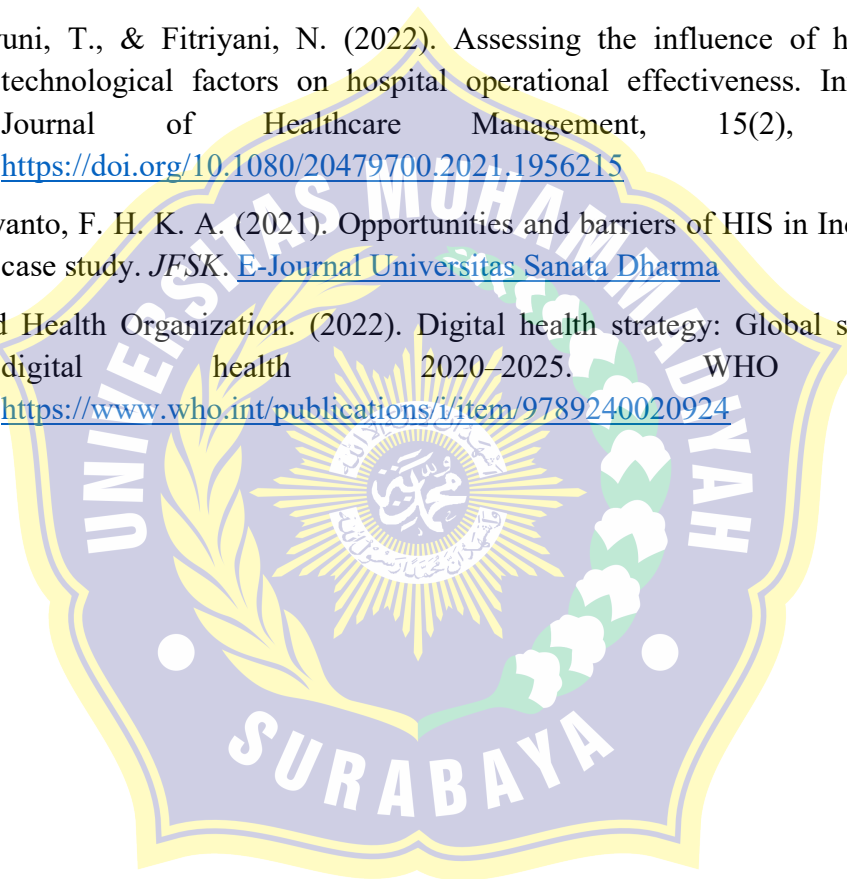 yuni, T., & Fitriyani, N. (2022). Assessing the influence of h
technological factors on hospital operational effectiveness. In
Journal of Healthcare Management, 15(2),
https://doi.org/10.1080/20479700.2021.1956215
yanto, F. H. K. A. (2021). Opportunities and barriers of HIS in Ind
case study. JFSK. E-Journal Universitas Sanata Dharma
d Health Organization. (2022). Digital health strategy: Global s
digital health 2020–2025. WHO
https://www.who.int/publications/i/item/9789240020924
UNIVERSITAS MUHAMMADIYAH
محمد
SURABAYA